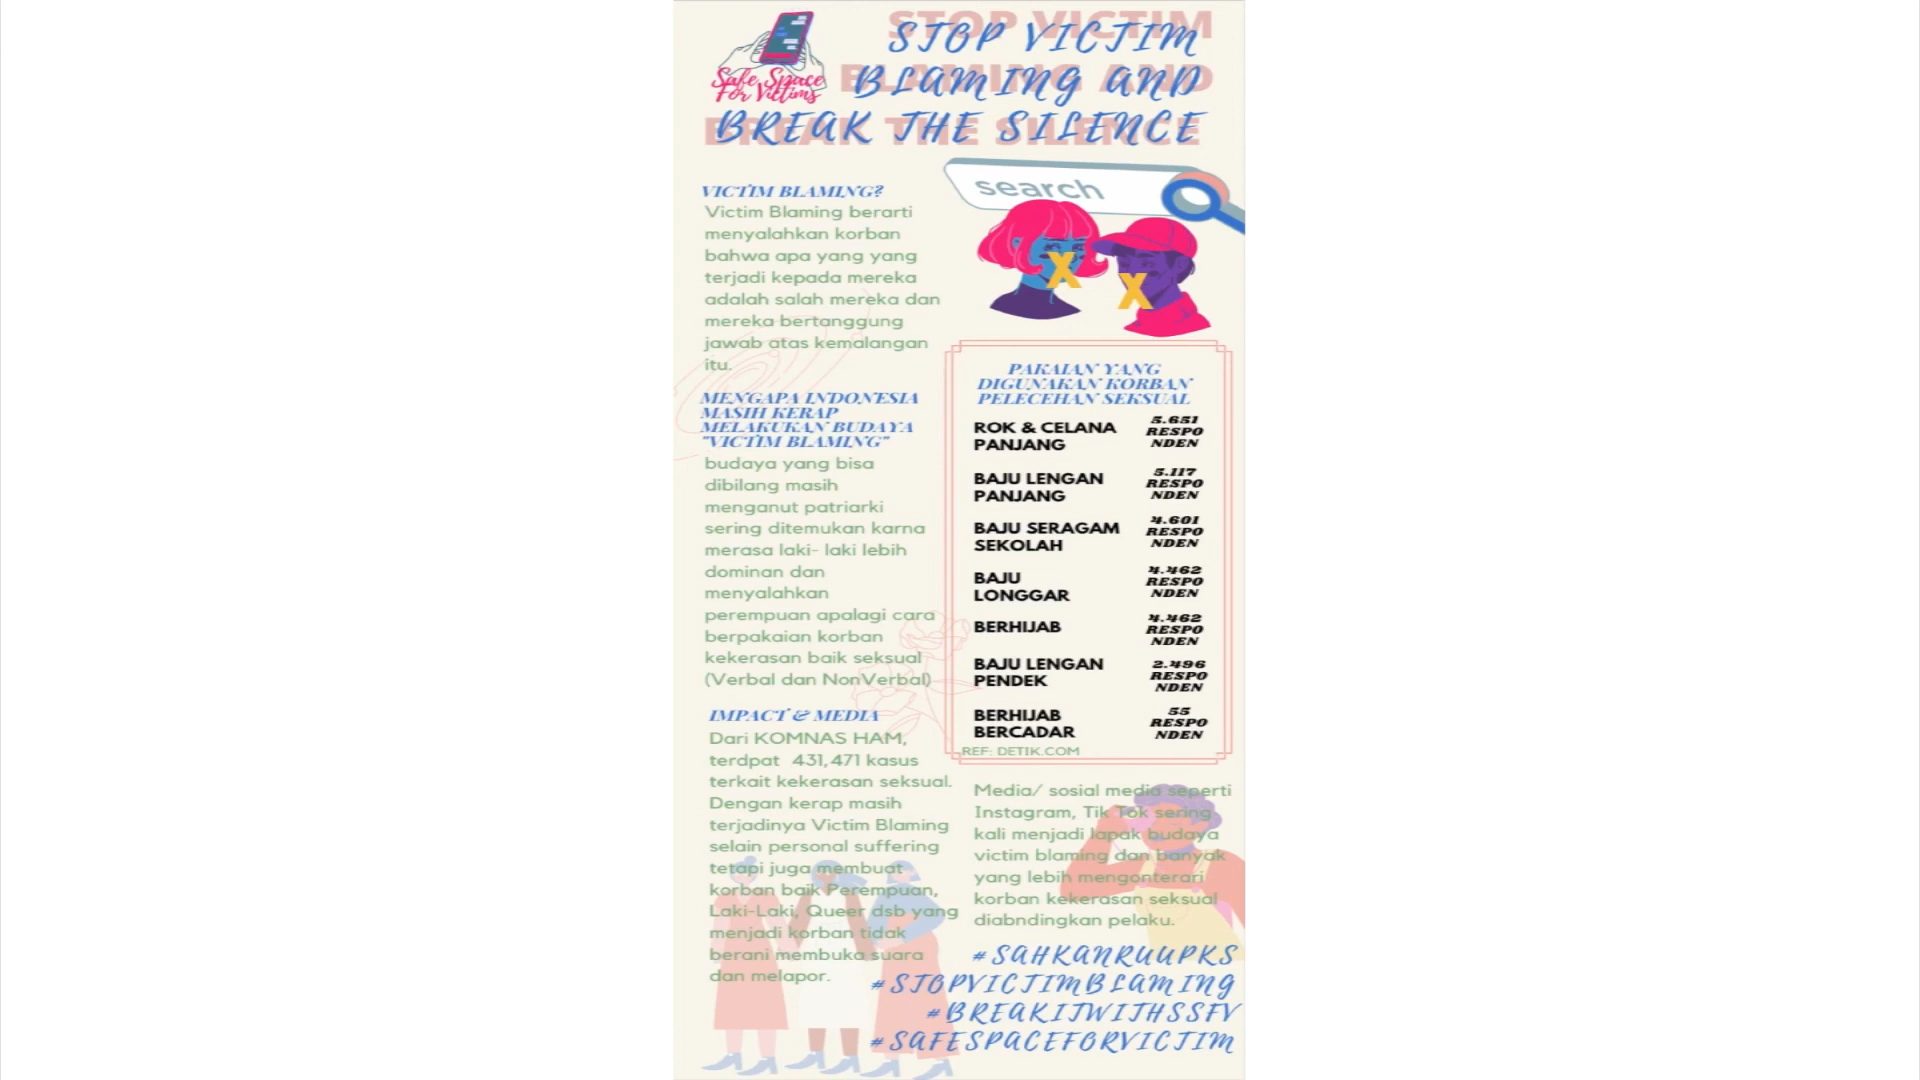 Safe Space
For Victims
STOP VICTIM
BLAMING AND
BREAK THE SILENCE
search
VICTIM BLAMING?
Victim Blaming berarti
menyalahkan korban
bahwa apa yang yang
terjadi kepada mereka
adalah salah mereka dan
mereka bertanggung
jawab atas kemalangan
itu.
MENGAPA INDONESIA
MASIH KERAP
MELAKUKAN BUDAYA
"VICTIM BLAMING"
budaya yang bisa
dibilang masih
menganut patriarki
sering ditemukan karna
merasa laki- laki lebih
dominan dan
menyalahkan
perempuan apalagi cara
berpakaian korban
kekerasan baik seksual
(Verbal dan NonVerbal)
IMPACT & MEDIA
Dari KOMNAS HAM,
terdpat 431,471 kasus
terkait kekerasan seksual.
Dengan kerap masih
terjadinya Victim Blaming
selain personal suffering
tetapi juga membuat
korban baik Perempuan,
Laki-Laki, Queer dsb yang
menjadi korban tidak
berani membuka suara
dan melapor.
PAKAIAN YANG
DIGUNAKAN KORBAN
PELECEHAN SEKSUAL
ROK & CELANA
PANJANG
5.651
RESPO
NDEN
BAJU LENGAN
PANJANG
5.117
RESPO
NDEN
BAJU SERAGAM
SEKOLAH
4.601
RESPO
NDEN
BAJU
LONGGAR
4.462
RESPO
NDEN
BERHIJAB
4.462
RESPO
NDEN
BAJU LENGAN
PENDEK
2.496
RESPO
NDEN
BERHIJAB
BERCADAR
55
RESPO
NDEN
REF: DETIK.COM
Media/ sosial media seperti
Instagram, Tik Tok sering
kali menjadi lapak budaya
victim blaming dan banyak
yang lebih mengonterari
korban kekerasan seksual
diabndingkan pelaku.
#SAHKANRUUPKS
#STOPVICTIMBLAMING
#BREAKITWITHSSFV
#SAFESPACEFORVICTIM